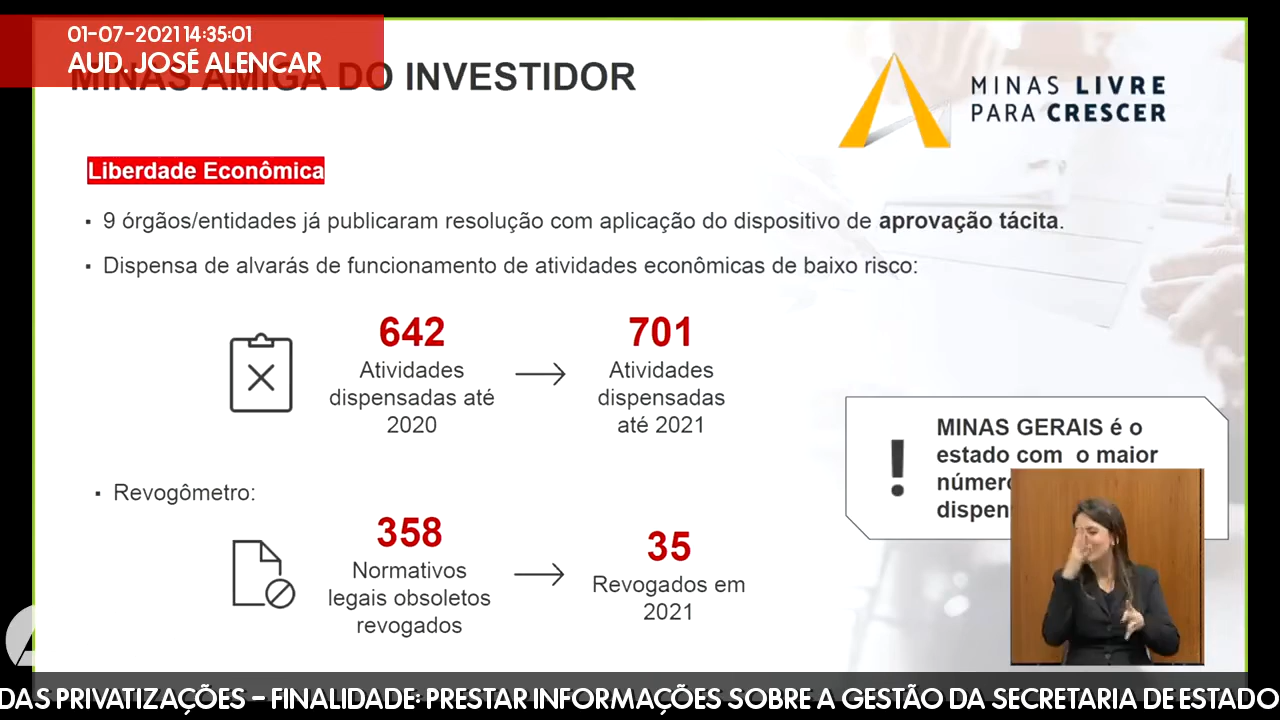 01-07-2021 14:35:01
AUD. JOSÉ ALENCAR
MINAS AMIGA DO INVESTIDOR
MINAS LIVRE
PARA CRESCER
Liberdade Econômica
▪ 9 órgãos/entidades já publicaram resolução com aplicação do dispositivo de aprovação tácita.
▪ Dispensa de alvarás de funcionamento de atividades econômicas de baixo risco:
642
Atividades
dispensadas até
2020
701
Atividades
dispensadas
até 2021
MINAS GERAIS é o
estado com o maior
▪ Revogômetro:
358
Normativos
legais obsoletos
revogados
35
Revogados em
2021
DAS PRIVATIZAÇÕES - FINALIDADE: PRESTAR INFORMAÇÕES SOBRE A GESTÃO DA SECRETARIA DE ESTADO